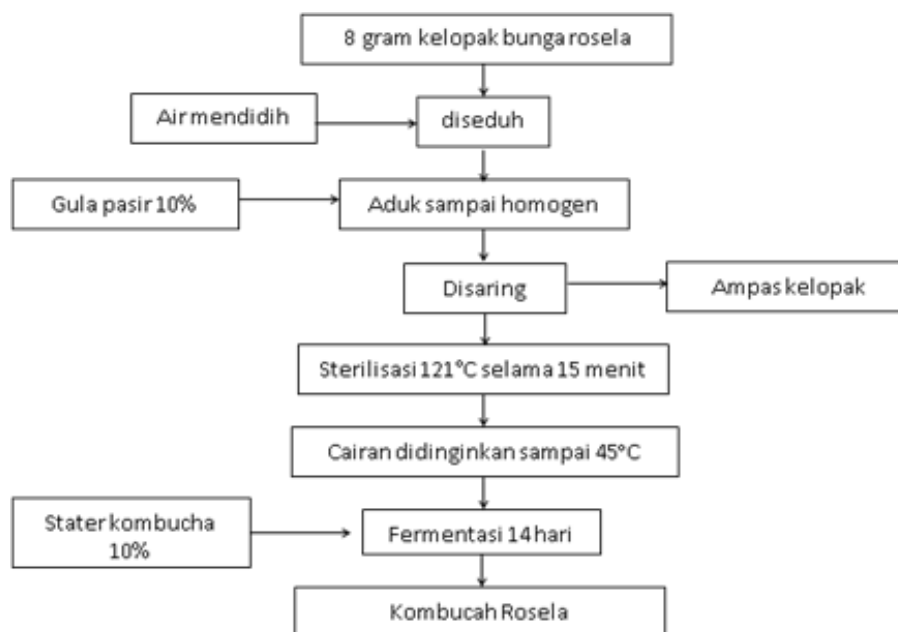 8 gram kelopak bunga rosela
Air mendidih
diseduh
Gula pasir 10%
Aduk sampai homogen
Disaring
Ampas kelopak
Sterilisasi 121°C selama 15 menit
Cairan didinginkan sampai 45°C
Stater kombucha
10%
Fermentasi 14 hari
Kombucah Rosela